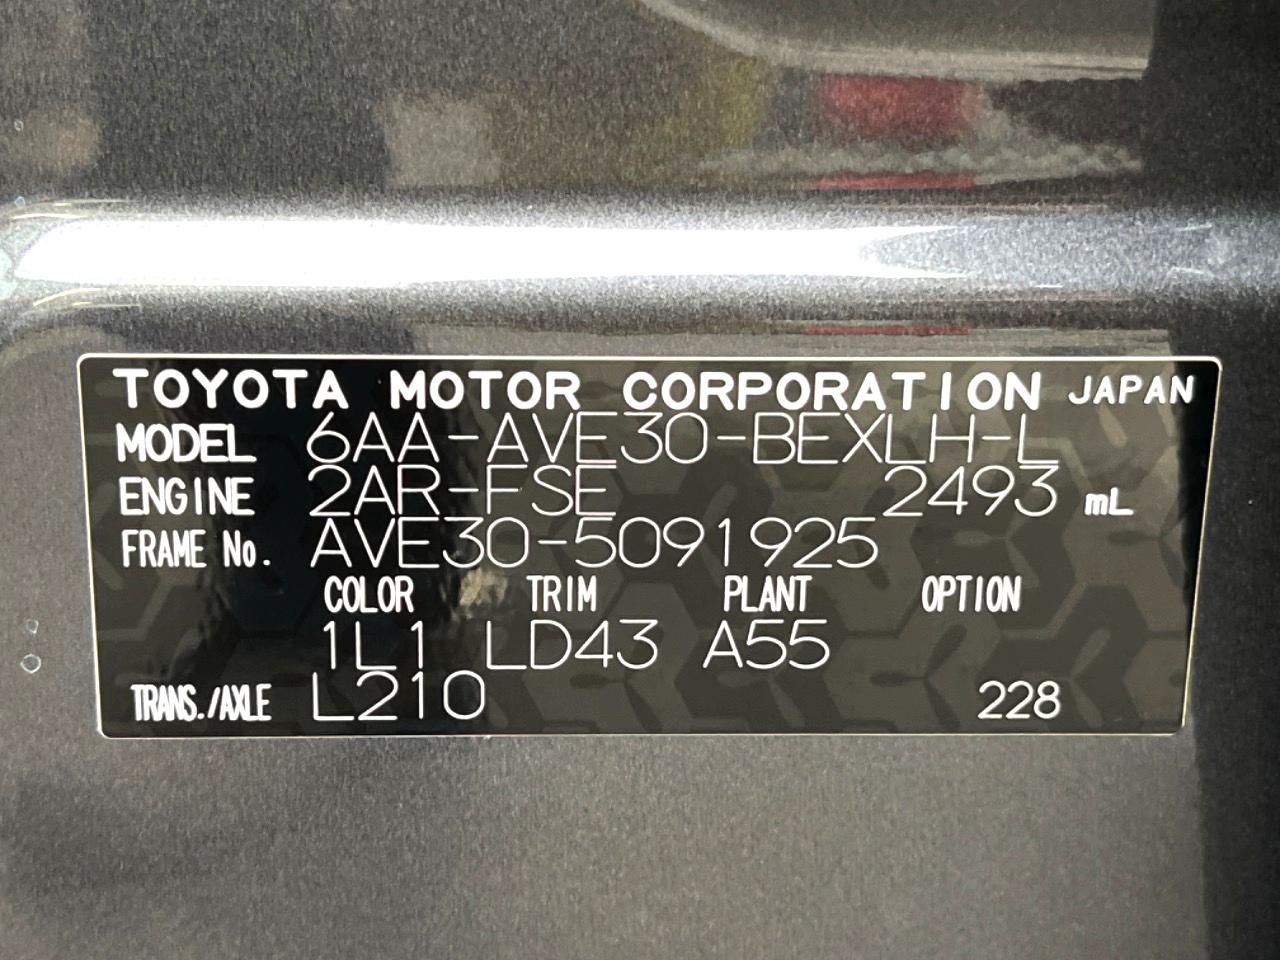 TOYOTA MOTOR CORPORATION JAPAN
MODEL 6AA-AVE30-BEXLH-L
ENGINE 2AR-FSE 2493 mL
FRAME No. AVE30-5091925
COLOR TRIM PLANT OPTION
1L1 LD43 A55
TRANS./AXLE L210 228